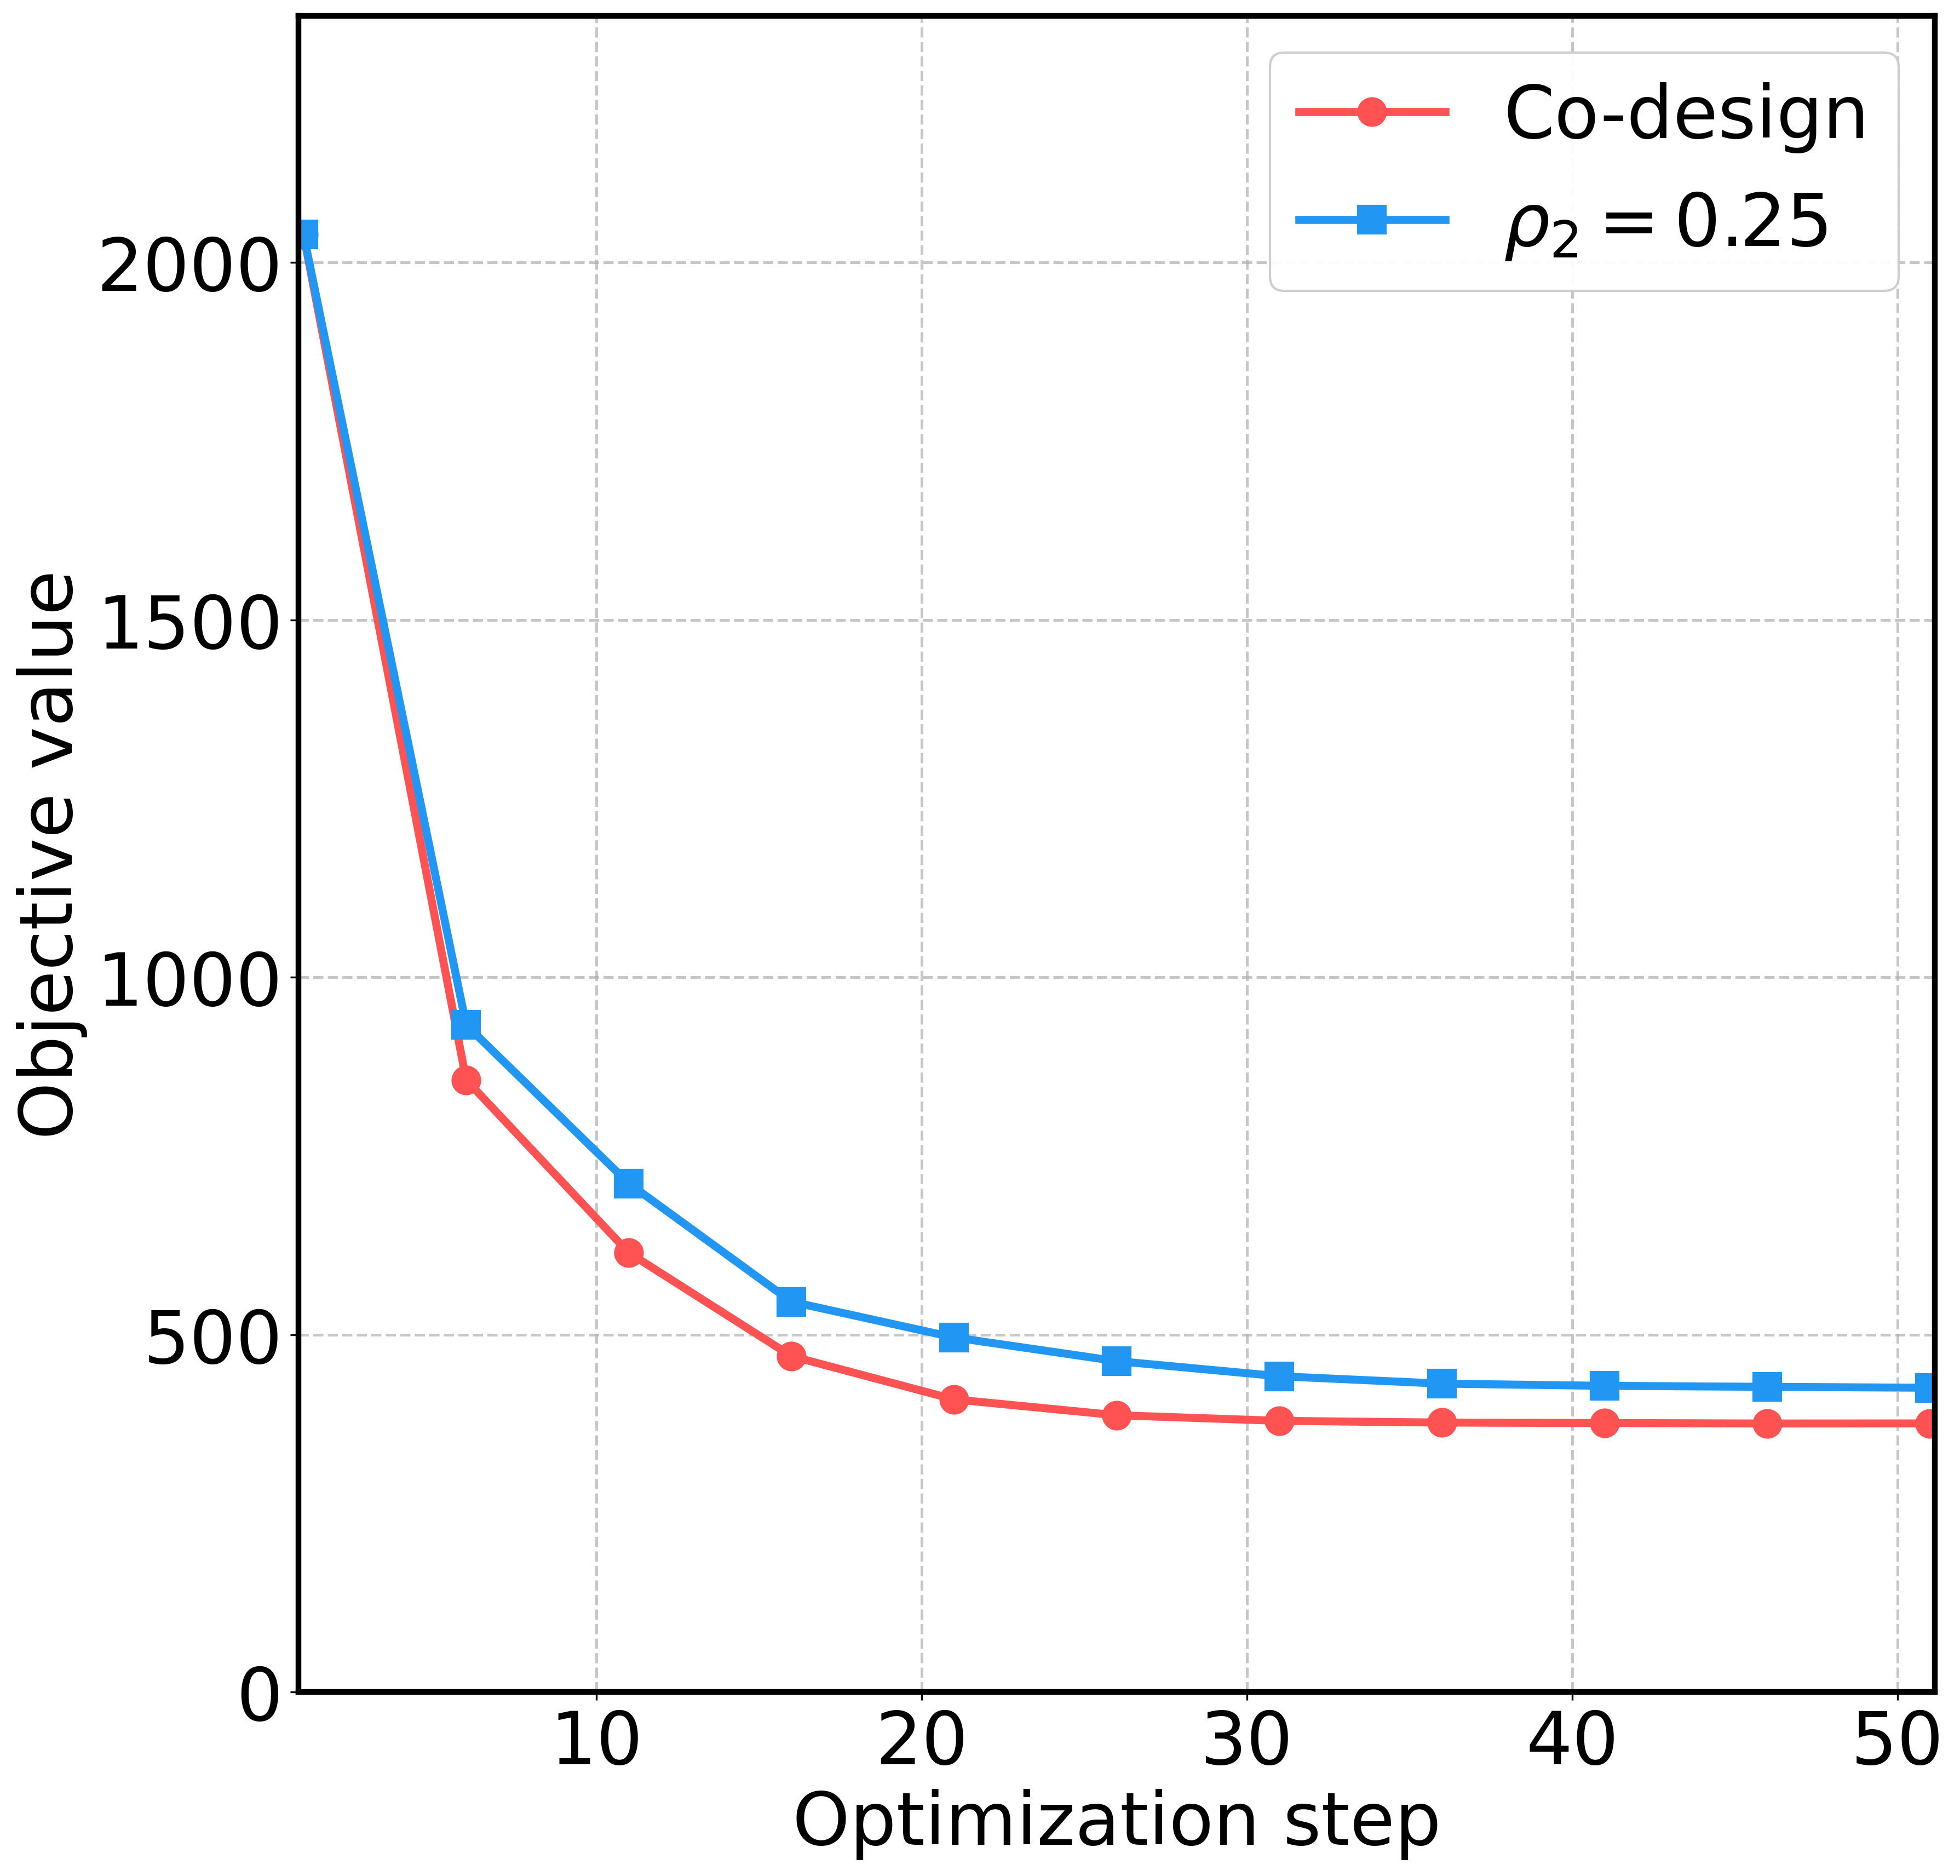 Co-design
ρ₂ = 0.25
Objective value
2000
1500
1000
500
0
10 20 30 40 50
Optimization step